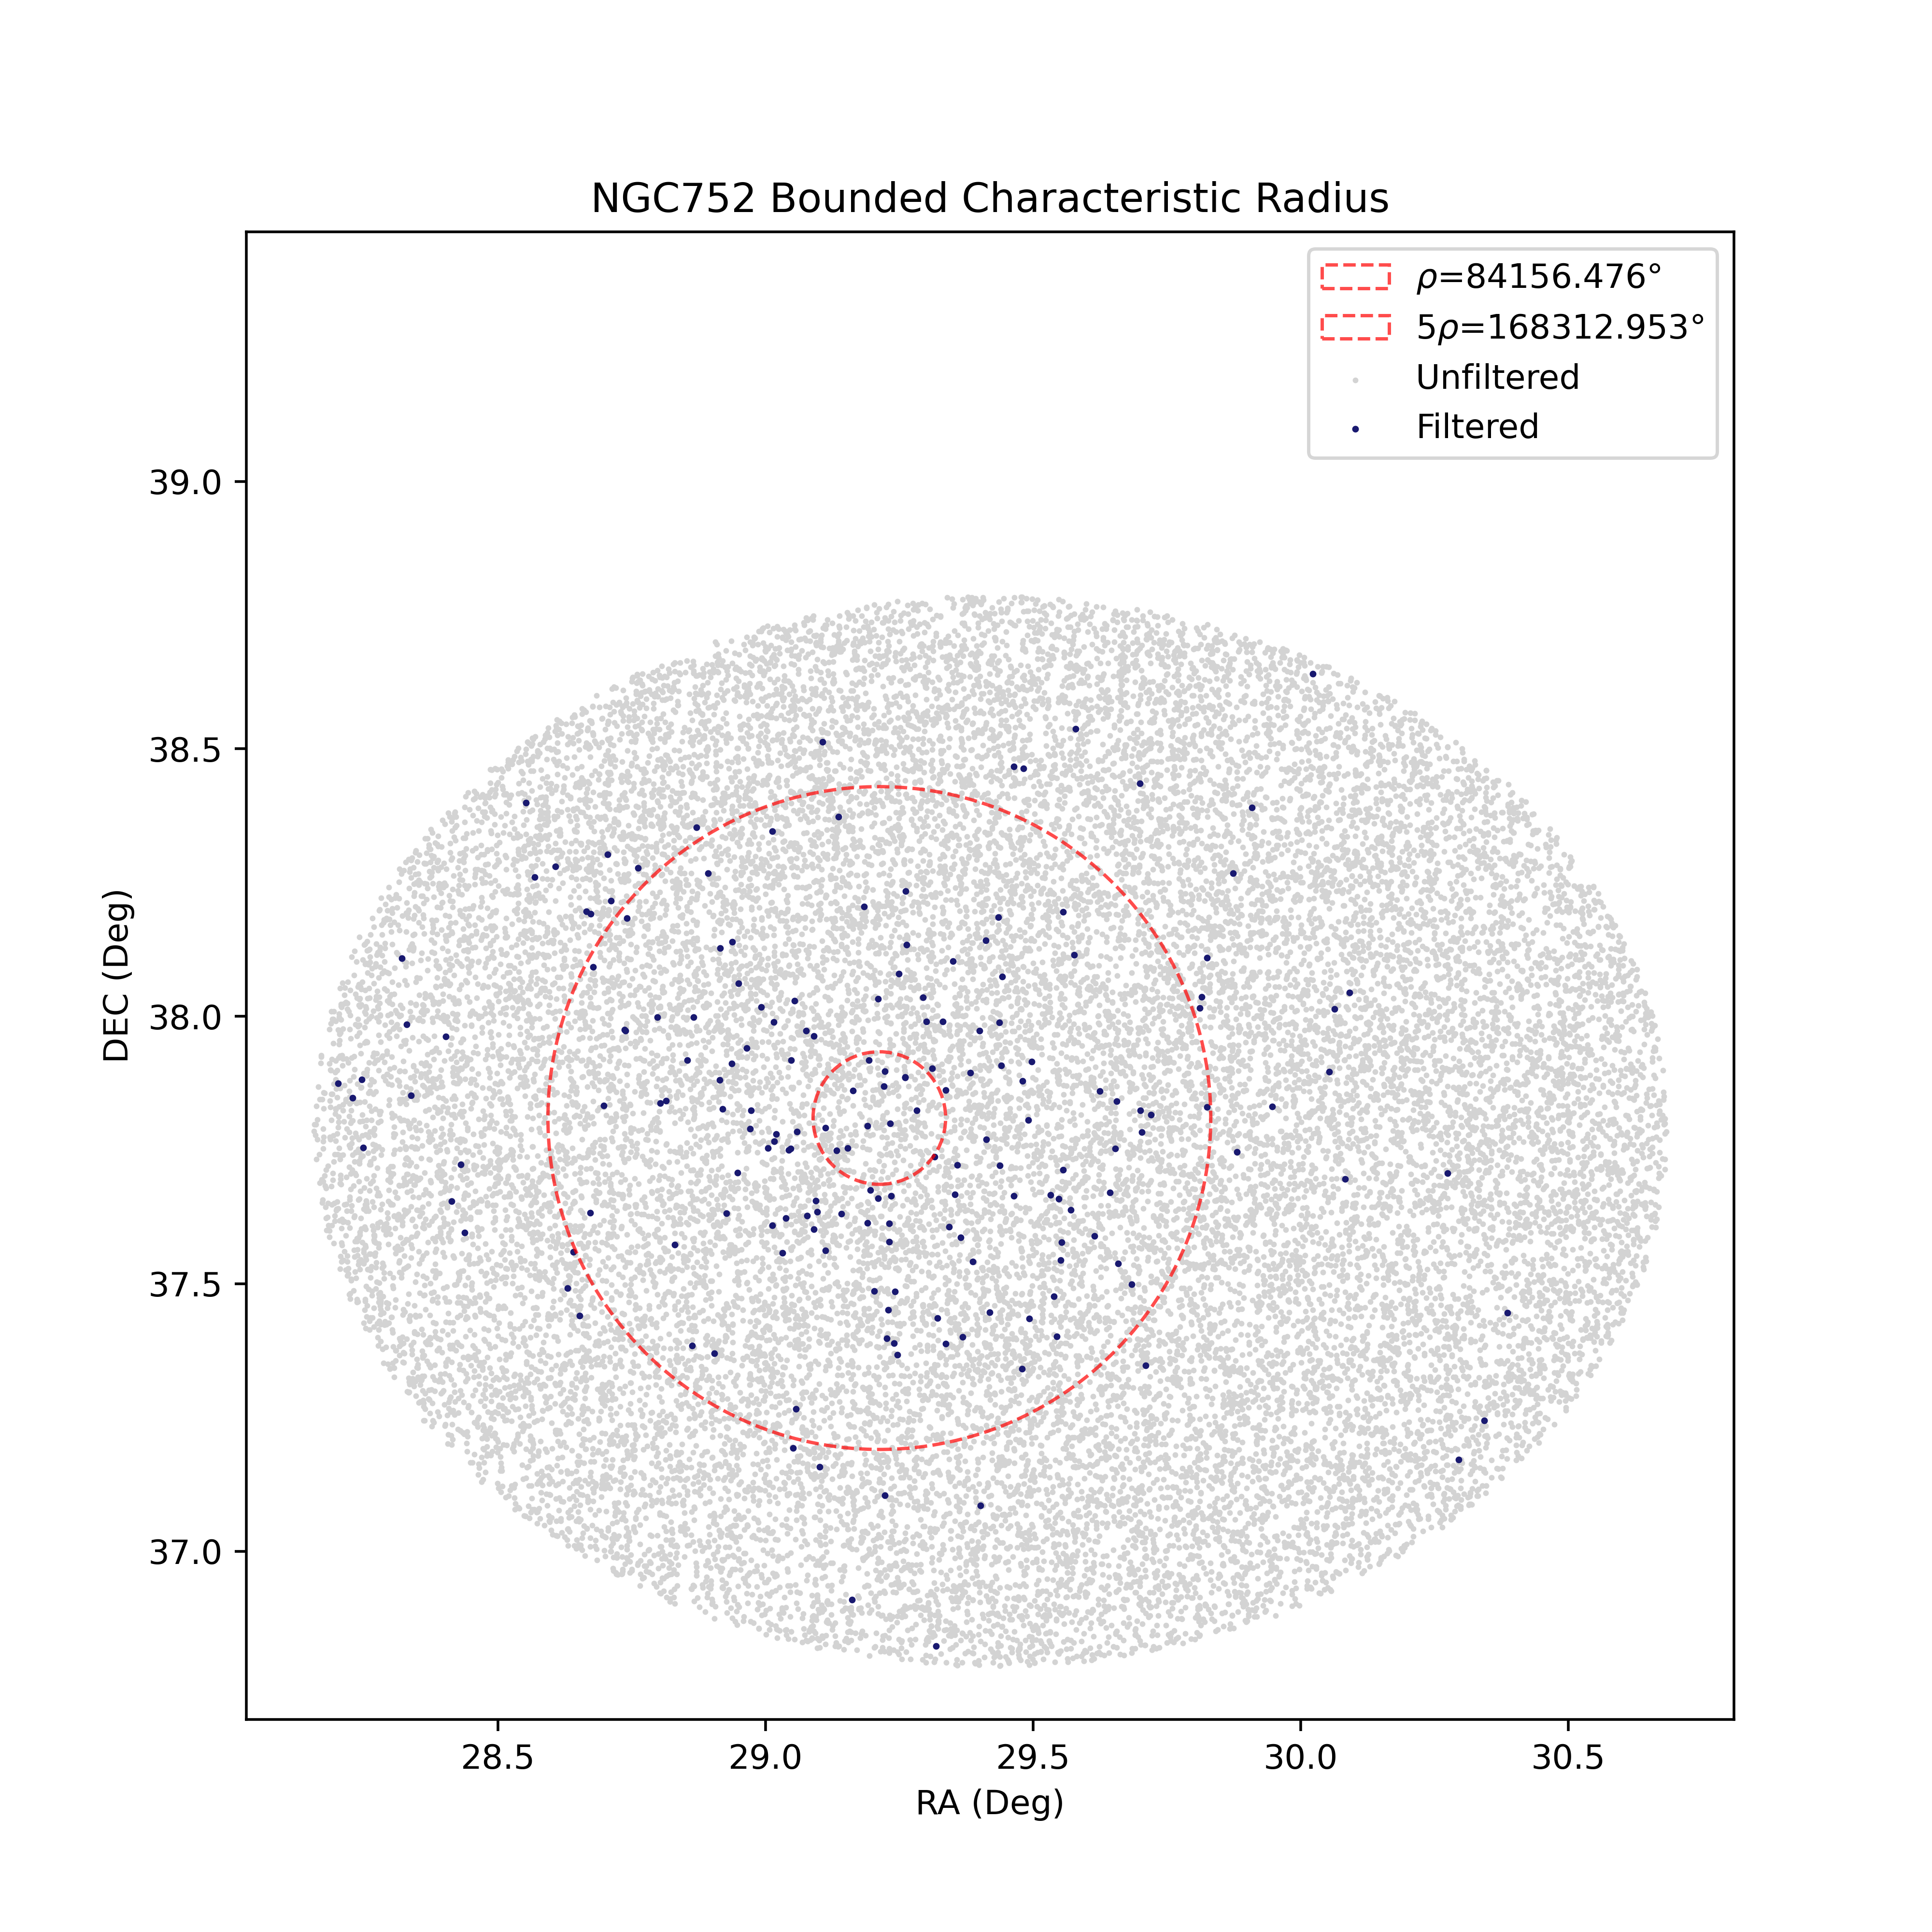 NGC752 Bounded Characteristic Radius
ρ=84156.476°
5ρ=168312.953°
Unfiltered
Filtered
39.0
38.5
38.0
37.5
37.0
DEC (Deg)
28.5 29.0 29.5 30.0 30.5
RA (Deg)